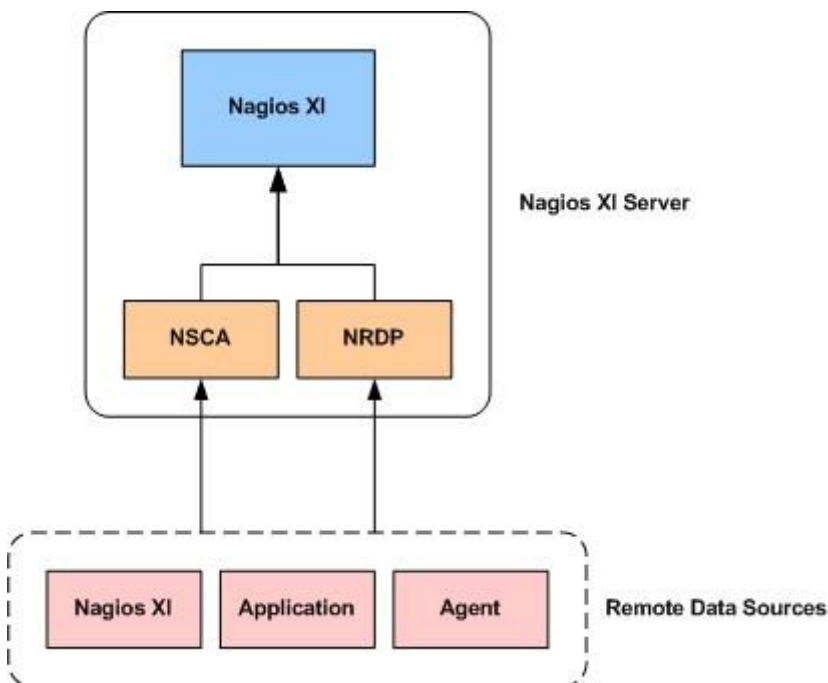 Nagios XI
Nagios XI Server
NSCA
NRDP
Nagios XI
Application
Agent
Remote Data Sources